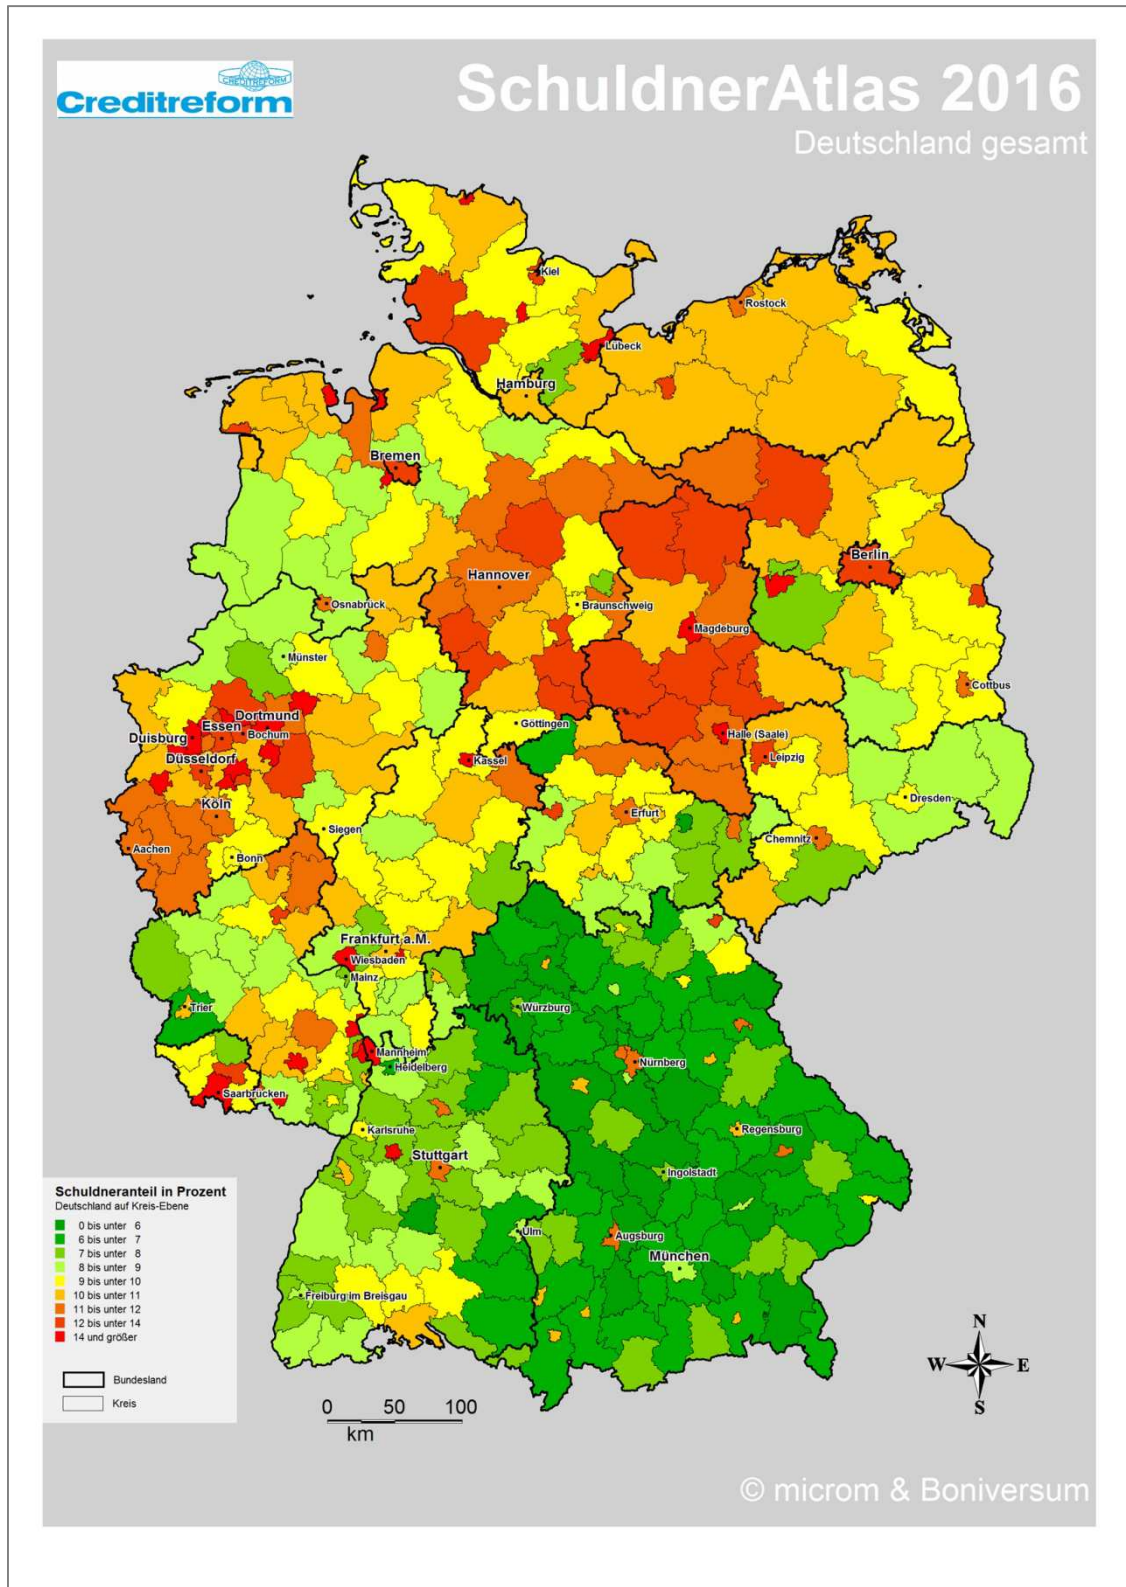 CREDITREFORM
Creditreform
SchuldnerAtlas 2016
Deutschland gesamt
Kiel
Rostock
Lübeck
Hamburg
Bremen
Berlin
Hannover
Osnabrück
Braunschweig
Magdeburg
Münster
Cottbus
Dortmund
Essen
Bochum
Duisburg
Göttingen
Halle (Saale)
Leipzig
Düsseldorf
Kassel
Dresden
Köln
Erfurt
Siegen
Chemnitz
Aachen
Bonn
Frankfurt a.M.
Wiesbaden
Mainz
Trier
Würzburg
Mannheim
Nürnberg
Heidelberg
Saarbrücken
Karlsruhe
Regensburg
Stuttgart
Ingolstadt
Schuldneranteil in Prozent
Deutschland auf Kreis-Ebene
0 bis unter 6
6 bis unter 7
7 bis unter 8
8 bis unter 9
9 bis unter 10
10 bis unter 11
11 bis unter 12
12 bis unter 14
14 und größer
Bundesland
Kreis
Ulm
Augsburg
München
Freiburg im Breisgau
N
W
E
S
0 50 100
km
© microm & Boniversum